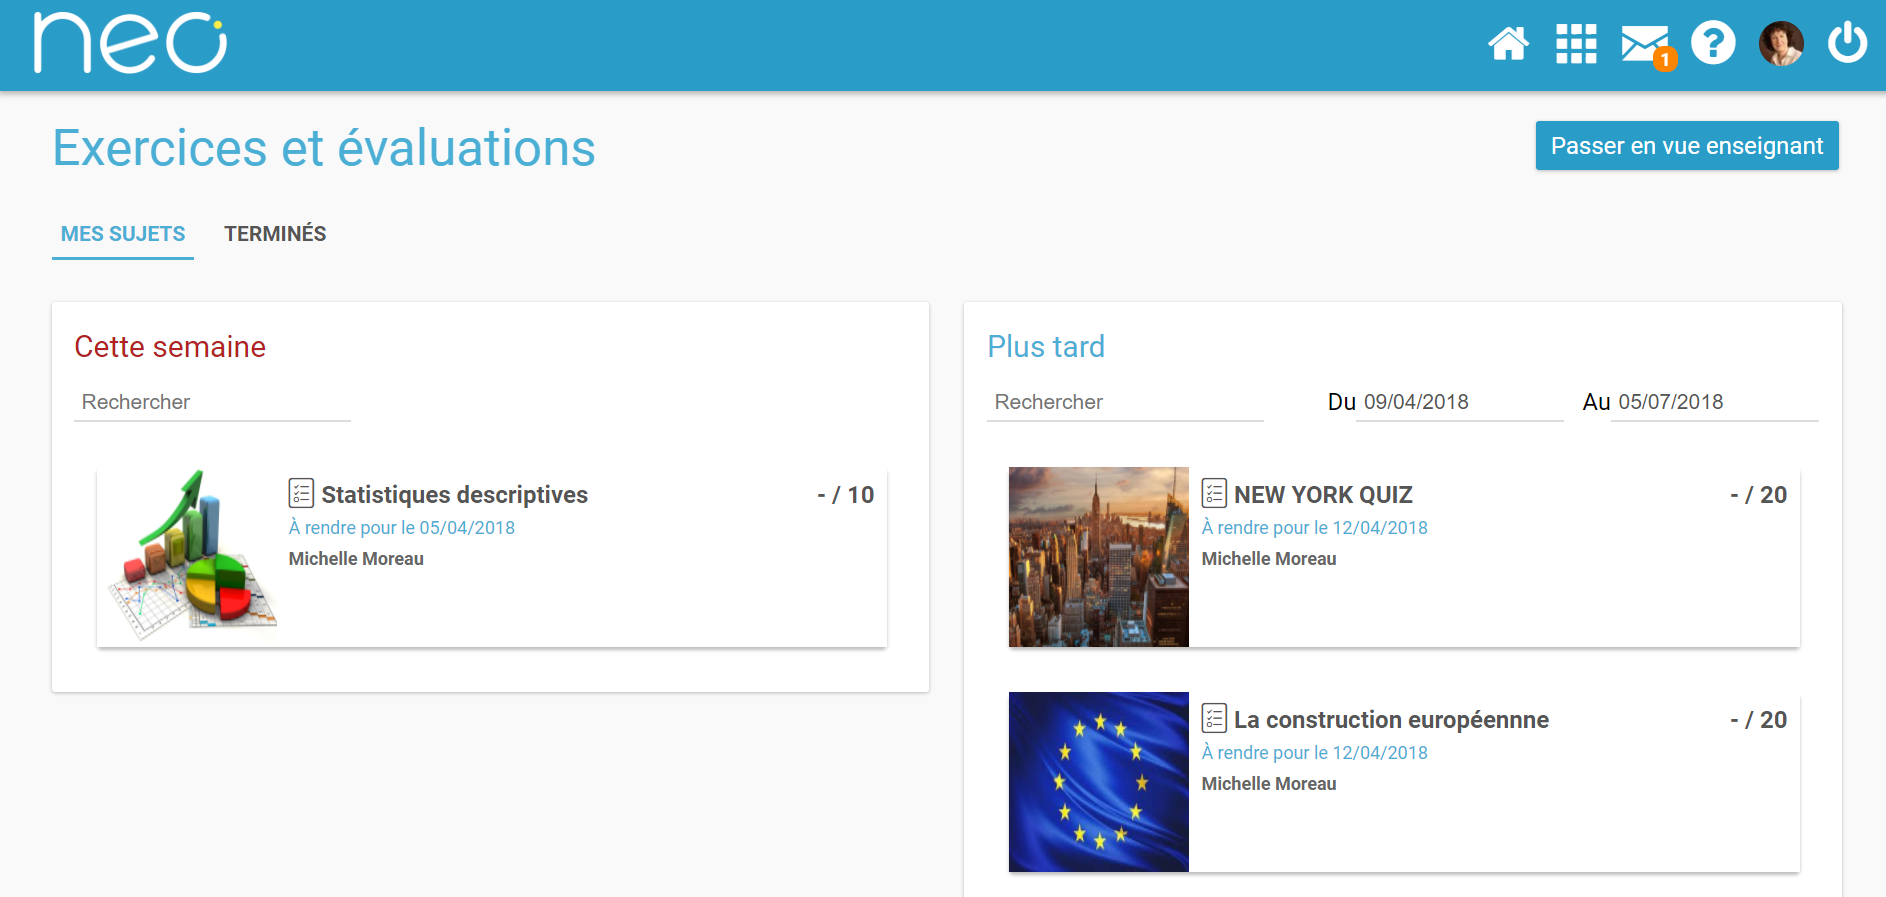 neo
1
?
Exercices et évaluations
Passer en vue enseignant
MES SUJETS
TERMINÉS
Cette semaine
Rechercher
Statistiques descriptives
- / 10
À rendre pour le 05/04/2018
Michelle Moreau
Plus tard
Rechercher
Du 09/04/2018
Au 05/07/2018
NEW YORK QUIZ
- / 20
À rendre pour le 12/04/2018
Michelle Moreau
La construction européennne
- / 20
À rendre pour le 12/04/2018
Michelle Moreau